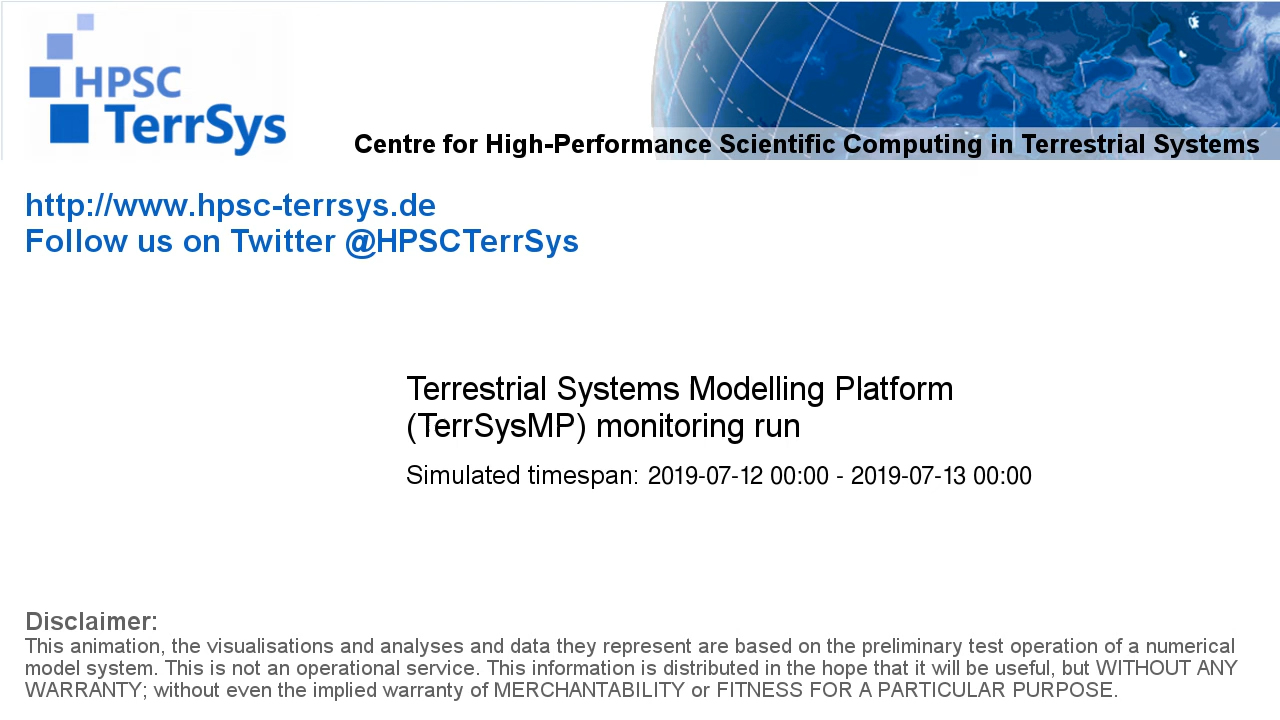 HPSC
TerrSys
Centre for High-Performance Scientific Computing in Terrestrial Systems
http://www.hpsc-terrsys.de
Follow us on Twitter @HPSCTerrSys
Terrestrial Systems Modelling Platform
(TerrSysMP) monitoring run
Simulated timespan: 2019-07-12 00:00 - 2019-07-13 00:00
Disclaimer:
This animation, the visualisations and analyses and data they represent are based on the preliminary test operation of a numerical
model system. This is not an operational service. This information is distributed in the hope that it will be useful, but WITHOUT ANY
WARRANTY; without even the implied warranty of MERCHANTABILITY or FITNESS FOR A PARTICULAR PURPOSE.